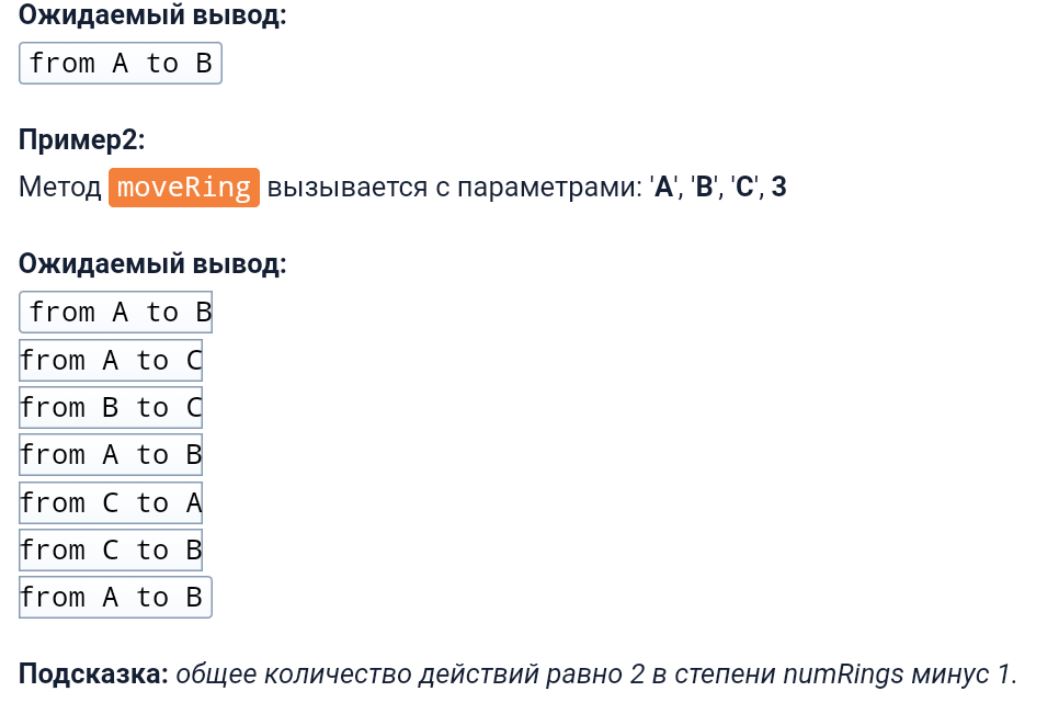 Ожидаемый вывод:
from A to B
Пример2:
Метод moveRing вызывается с параметрами: 'A', 'B', 'C', 3
Ожидаемый вывод:
from A to B
from A to C
from B to C
from A to B
from C to A
from C to B
from A to B
Подсказка: общее количество действий равно 2 в степени numRings минус 1.